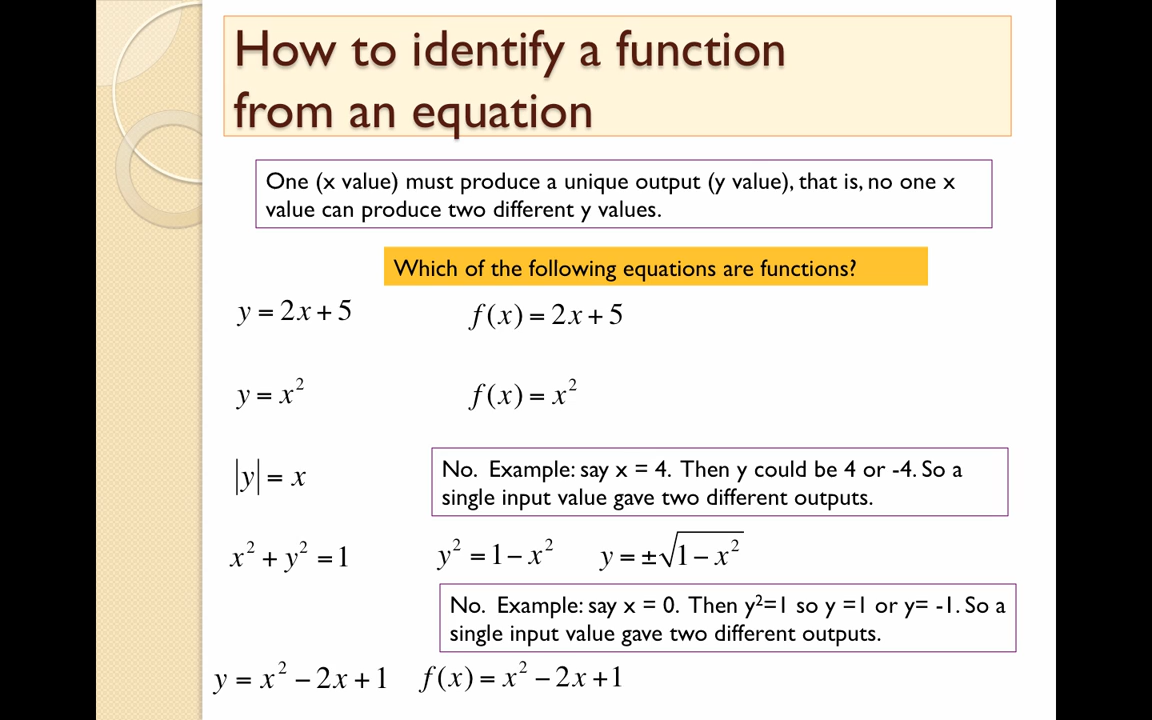 How to identify a function
from an equation
One (x value) must produce a unique output (y value), that is, no one x
value can produce two different y values.
Which of the following equations are functions?
y = 2x + 5 f(x) = 2x + 5
y = x² f(x) = x²
|y| = x
No. Example: say x = 4. Then y could be 4 or -4. So a
single input value gave two different outputs.
x² + y² = 1 y² = 1 − x² y = ±√(1 − x²)
No. Example: say x = 0. Then y²=1 so y =1 or y= -1. So a
single input value gave two different outputs.
y = x² − 2x + 1 f(x) = x² − 2x + 1